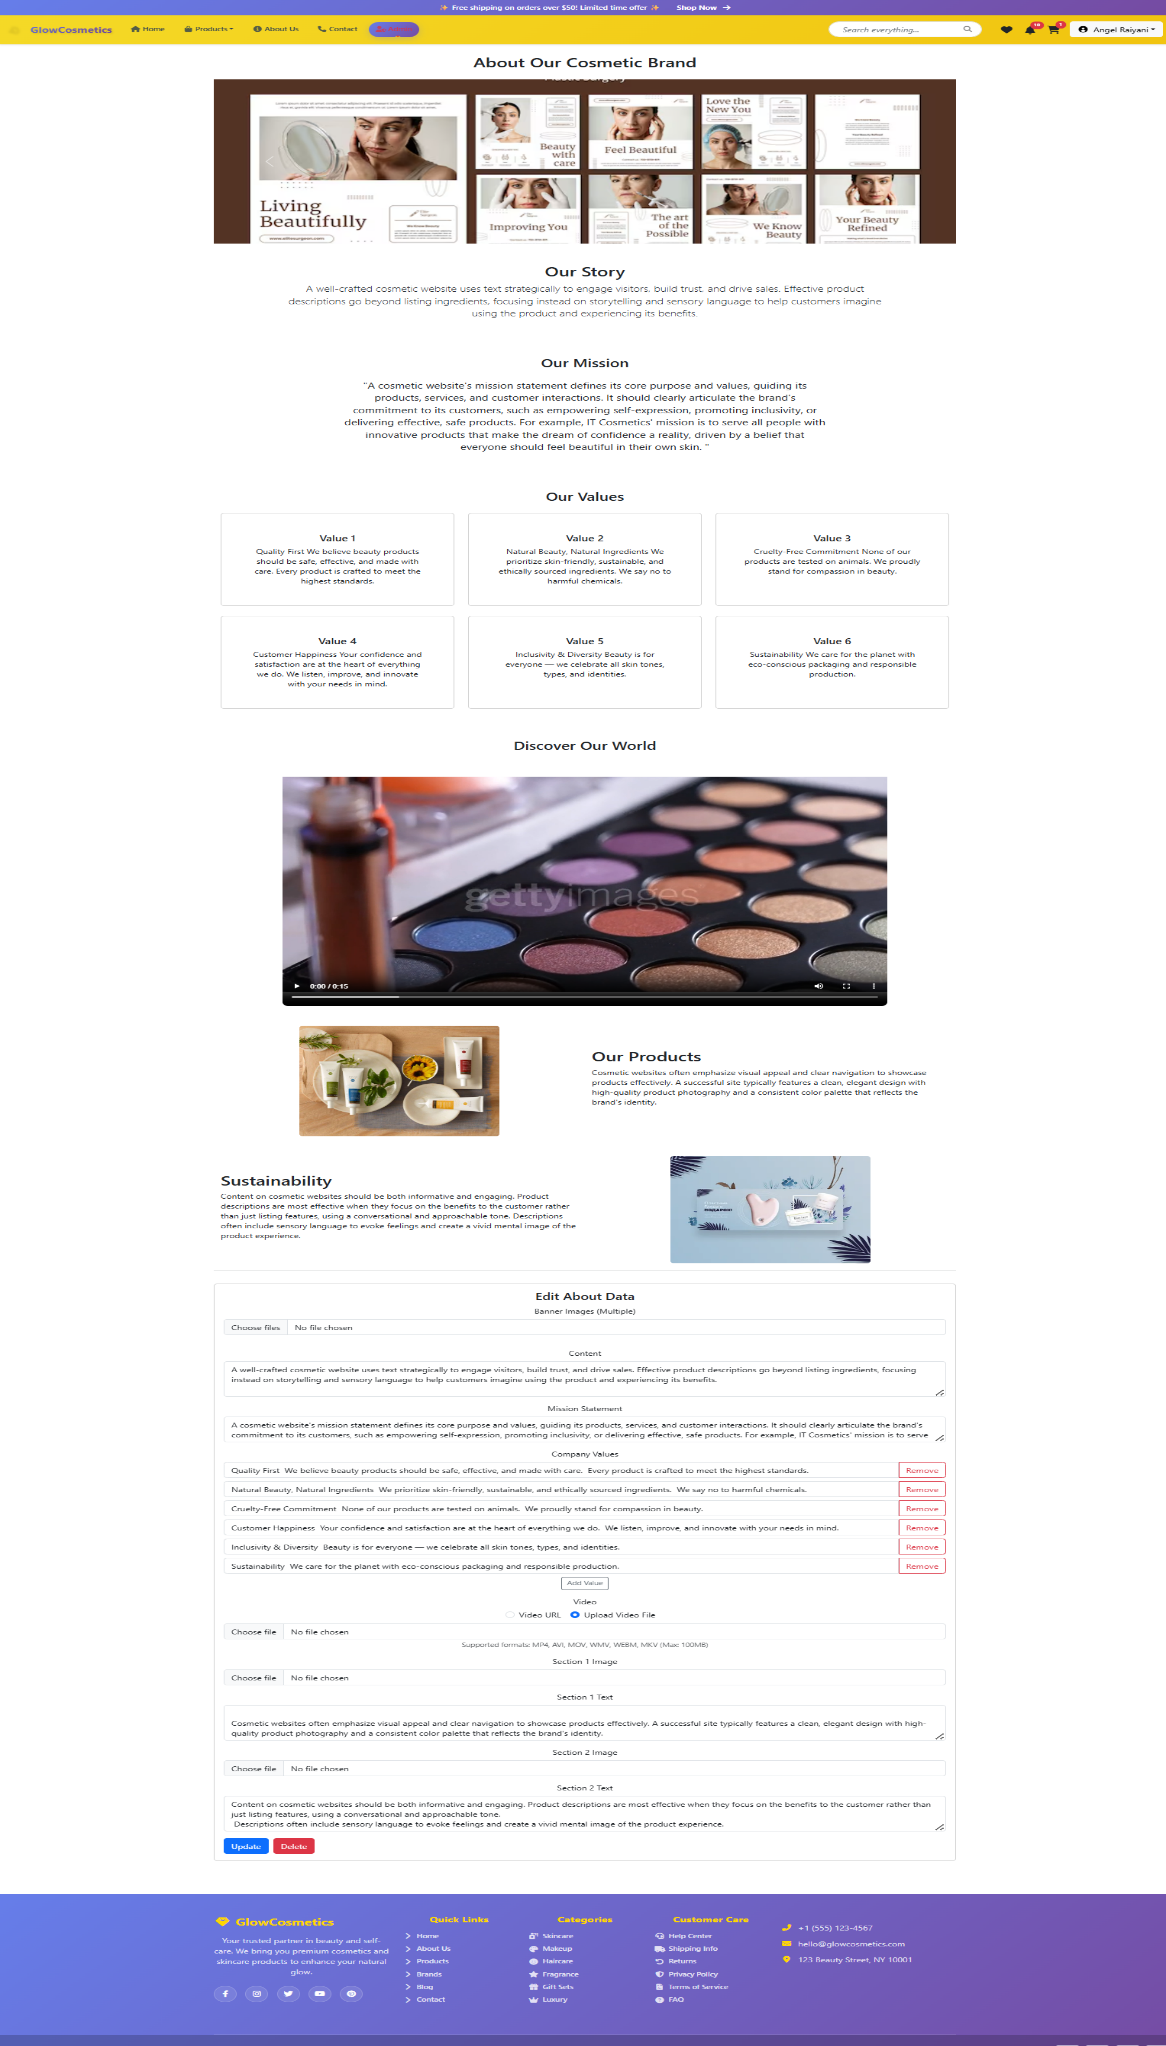 ✨ Free shipping on orders over $50! Limited time offer ✨ Shop Now →
GlowCosmetics Home Products About Us Contact Search everything... Angel Raiyani
About Our Cosmetic Brand
Living
Beautifully
Beauty
with
care
Feel Beautiful
Love the
New You
Improving You
The art
of the
Possible
We Know
Beauty
Your Beauty
Refined
Our Story
A well-crafted cosmetic website uses text strategically to engage visitors, build trust, and drive sales. Effective product
descriptions go beyond listing ingredients, focusing instead on storytelling and sensory language to help customers imagine
using the product and experiencing its benefits.
Our Mission
"A cosmetic website's mission statement defines its core purpose and values, guiding its
products, services, and customer interactions. It should clearly articulate the brand's
commitment to its customers, such as empowering self-expression, promoting inclusivity, or
delivering effective, safe products. For example, IT Cosmetics' mission is to serve all people with
innovative products that make the dream of confidence a reality, driven by a belief that
everyone should feel beautiful in their own skin. "
Our Values
Value 1
Quality First We believe beauty products
should be safe, effective, and made with
care. Every product is crafted to meet the
highest standards.
Value 2
Natural Beauty, Natural Ingredients We
prioritize skin-friendly, sustainable, and
ethically sourced ingredients. We say no to
harmful chemicals.
Value 3
Cruelty-Free Commitment None of our
products are tested on animals. We proudly
stand for compassion in beauty.
Value 4
Customer Happiness Your confidence and
satisfaction are at the heart of everything
we do. We listen, improve, and innovate
with your needs in mind.
Value 5
Inclusivity & Diversity Beauty is for
everyone — we celebrate all skin tones,
types, and identities.
Value 6
Sustainability We care for the planet with
eco-conscious packaging and responsible
production.
Discover Our World
gettyimages
0:00 / 0:15
Our Products
Cosmetic websites often emphasize visual appeal and clear navigation to showcase
products effectively. A successful site typically features a clean, elegant design with
high-quality product photography and a consistent color palette that reflects the
brand's identity.
Sustainability
Content on cosmetic websites should be both informative and engaging. Product
descriptions are most effective when they focus on the benefits to the customer rather
than just listing features, using a conversational and approachable tone. Descriptions
often include sensory language to evoke feelings and create a vivid mental image of the
product experience.
Edit About Data
Banner Images (Multiple)
Choose files No file chosen
Content
A well-crafted cosmetic website uses text strategically to engage visitors, build trust, and drive sales. Effective product descriptions go beyond listing ingredients, focusing
instead on storytelling and sensory language to help customers imagine using the product and experiencing its benefits.
Mission Statement
A cosmetic website's mission statement defines its core purpose and values, guiding its products, services, and customer interactions. It should clearly articulate the brand's
commitment to its customers, such as empowering self-expression, promoting inclusivity, or delivering effective, safe products. For example, IT Cosmetics' mission is to serve
Company Values
Quality First We believe beauty products should be safe, effective, and made with care. Every product is crafted to meet the highest standards. Remove
Natural Beauty, Natural Ingredients We prioritize skin-friendly, sustainable, and ethically sourced ingredients. We say no to harmful chemicals. Remove
Cruelty-Free Commitment None of our products are tested on animals. We proudly stand for compassion in beauty. Remove
Customer Happiness Your confidence and satisfaction are at the heart of everything we do. We listen, improve, and innovate with your needs in mind. Remove
Inclusivity & Diversity Beauty is for everyone — we celebrate all skin tones, types, and identities. Remove
Sustainability We care for the planet with eco-conscious packaging and responsible production. Remove
Add Value
Video
Video URL Upload Video File
Choose file No file chosen
Supported formats: MP4, AVI, MOV, WMV, WEBM, MKV (Max: 100MB)
Section 1 Image
Choose file No file chosen
Section 1 Text
Cosmetic websites often emphasize visual appeal and clear navigation to showcase products effectively. A successful site typically features a clean, elegant design with high-
quality product photography and a consistent color palette that reflects the brand's identity.
Section 2 Image
Choose file No file chosen
Section 2 Text
Content on cosmetic websites should be both informative and engaging. Product descriptions are most effective when they focus on the benefits to the customer rather than
just listing features, using a conversational and approachable tone.
Descriptions often include sensory language to evoke feelings and create a vivid mental image of the product experience.
Update Delete
GlowCosmetics
Your trusted partner in beauty and self-
care. We bring you premium cosmetics and
skincare products to enhance your natural
glow.
Quick Links
Home
About Us
Products
Brands
Blog
Contact
Categories
Skincare
Makeup
Haircare
Fragrance
Gift Sets
Luxury
Customer Care
Help Center
Shipping Info
Returns
Privacy Policy
Terms of Service
FAQ
+1 (555) 123-4567
hello@glowcosmetics.com
123 Beauty Street, NY 10001